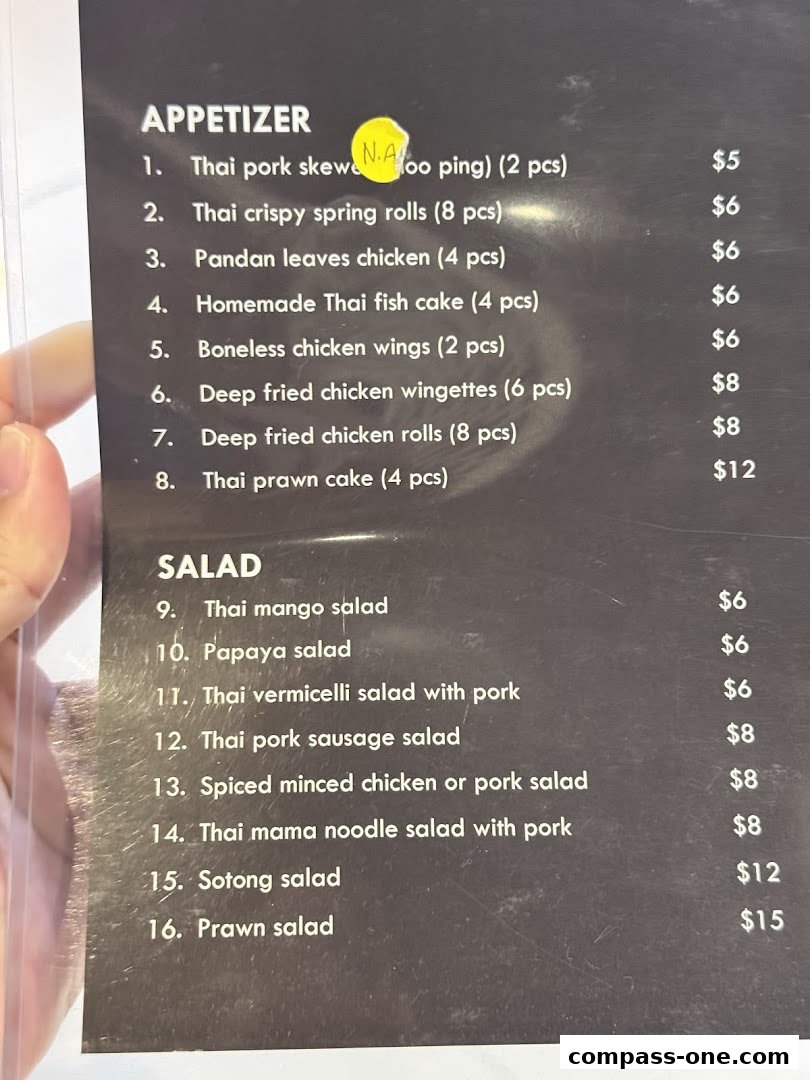 APPETIZER
N.A
1. Thai pork ping) (2 pcs) $5
2. Thai crispy spring rolls (8 pcs) $6
3. Pandan leaves chicken (4 pcs) $6
4. Homemade Thai fish cake (4 pcs) $6
5. Boneless chicken wings (2 pcs) $6
6. Deep fried chicken wingettes (6 pcs) $8
7. Deep fried chicken rolls (8 pcs) $8
8. Thai prawn cake (4 pcs) $12
SALAD
9. Thai mango salad $6
10. Papaya salad $6
11. Thai vermicelli salad with pork $6
12. Thai pork sausage salad $8
13. Spiced minced chicken or pork salad $8
14. Thai mama noodle salad with pork $8
15. Sotong salad $12
16. Prawn salad $15
compass-one.com